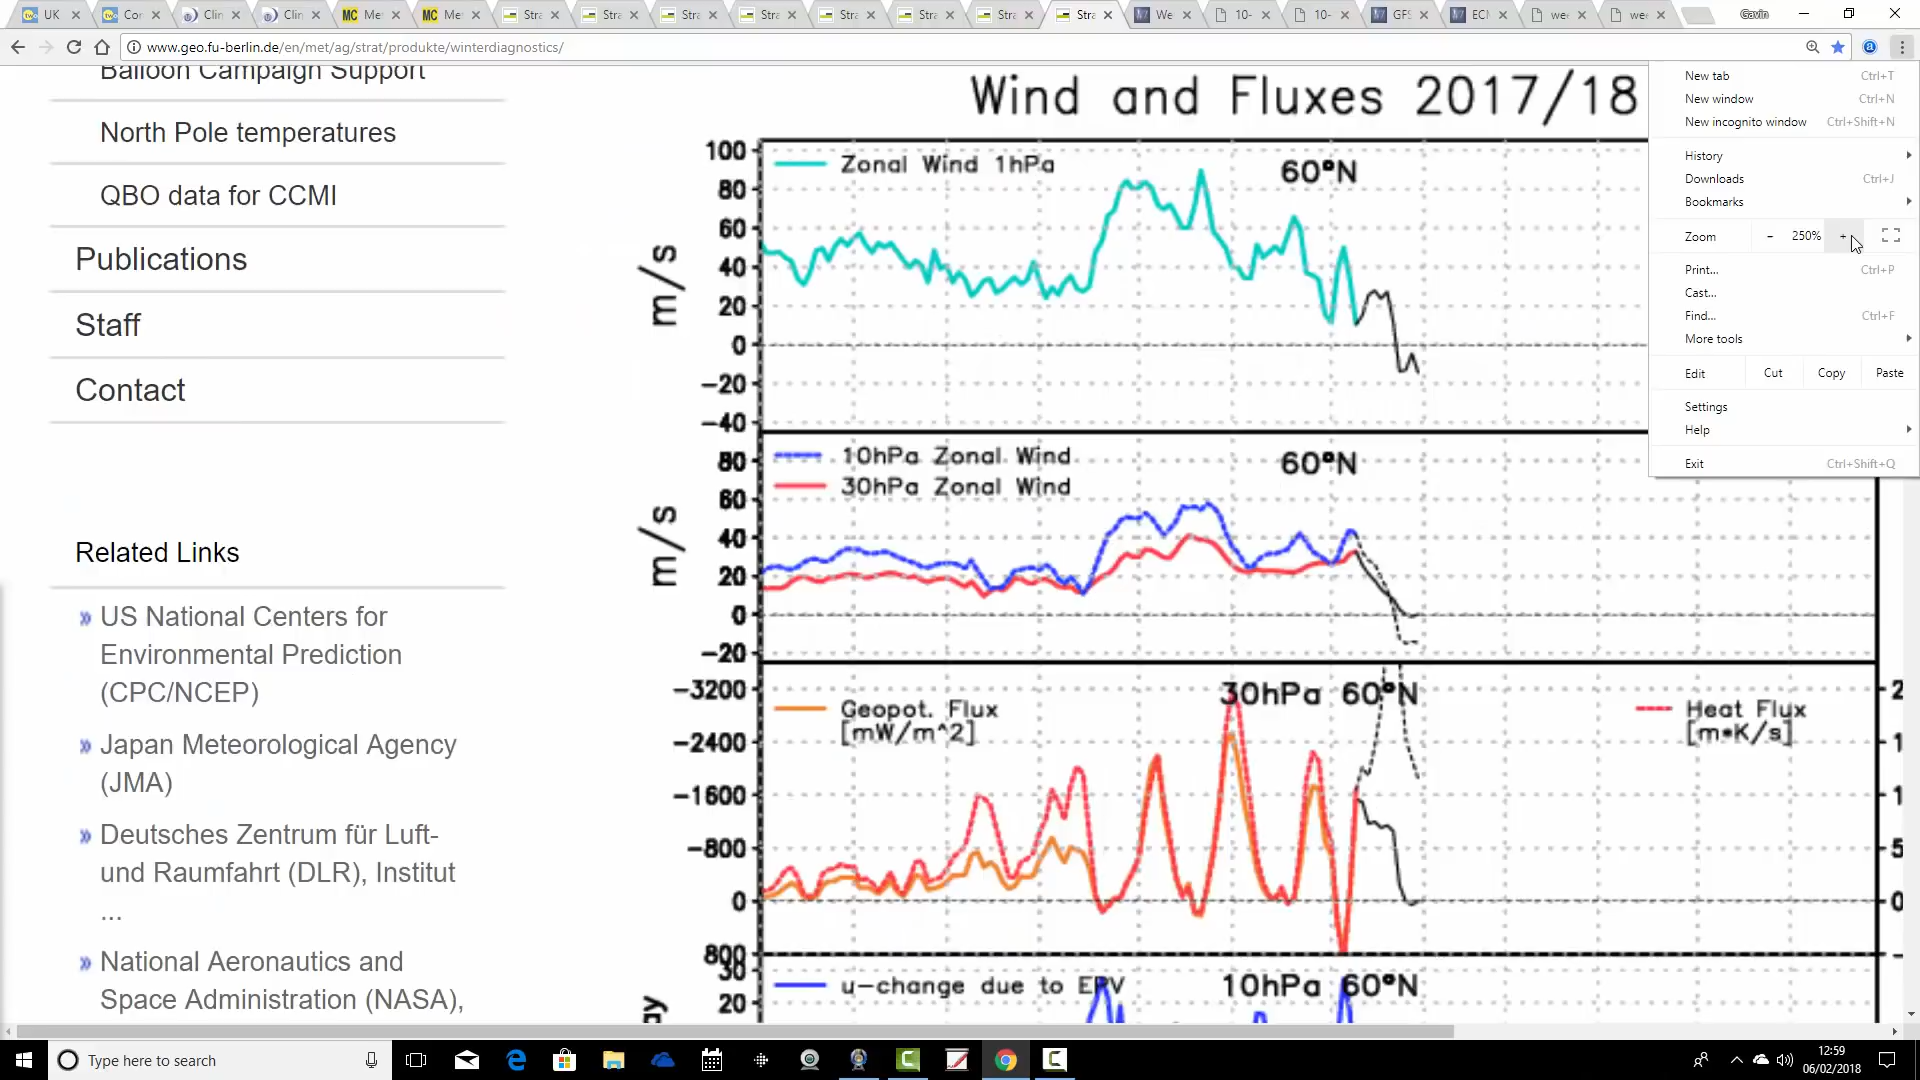 UK
Cor
Clin
Clin
MC Me
MC Me
Stra
Stra
Stra
Stra
Stra
Stra
Stra
Stra
We
10-
10-
GFS
ECM
wee
wee
Gavin
www.geo.fu-berlin.de/en/met/ag/strat/produkte/winterdiagnostics/
Balloon Campaign Support
North Pole temperatures
QBO data for CCMI
Publications
Staff
Contact
Related Links
» US National Centers for
Environmental Prediction
(CPC/NCEP)
» Japan Meteorological Agency
(JMA)
» Deutsches Zentrum für Luft-
und Raumfahrt (DLR), Institut
...
» National Aeronautics and
Space Administration (NASA),
Wind and Fluxes 2017/18
100
80
60
40
20
0
-20
-40
m/s
Zonal Wind 1hPa
60°N
80
60
40
20
0
-20
m/s
10hPa Zonal Wind
30hPa Zonal Wind
60°N
-3200
-2400
-1600
-800
0
800
Geopot. Flux
[mW/m^2]
30hPa 60°N
Heat Flux
[m*K/s]
2
1
1
5
0
30
20
u-change due to EPV
10hPa 60°N
New tab Ctrl+T
New window Ctrl+N
New incognito window Ctrl+Shift+N
History
Downloads Ctrl+J
Bookmarks
Zoom - 250% +
Print... Ctrl+P
Cast...
Find... Ctrl+F
More tools
Edit Cut Copy Paste
Settings
Help
Exit Ctrl+Shift+Q
Type here to search
12:59
06/02/2018